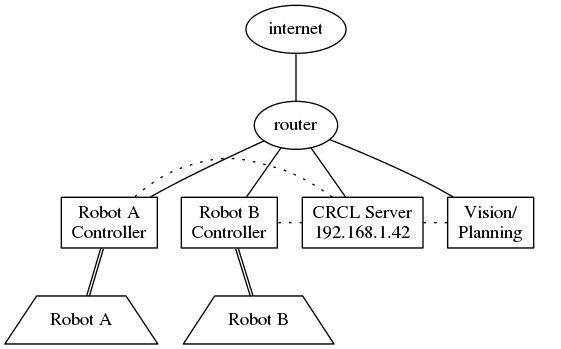 internet
router
Robot A
Controller
Robot B
Controller
CRCL Server
192.168.1.42
Vision/
Planning
Robot A
Robot B